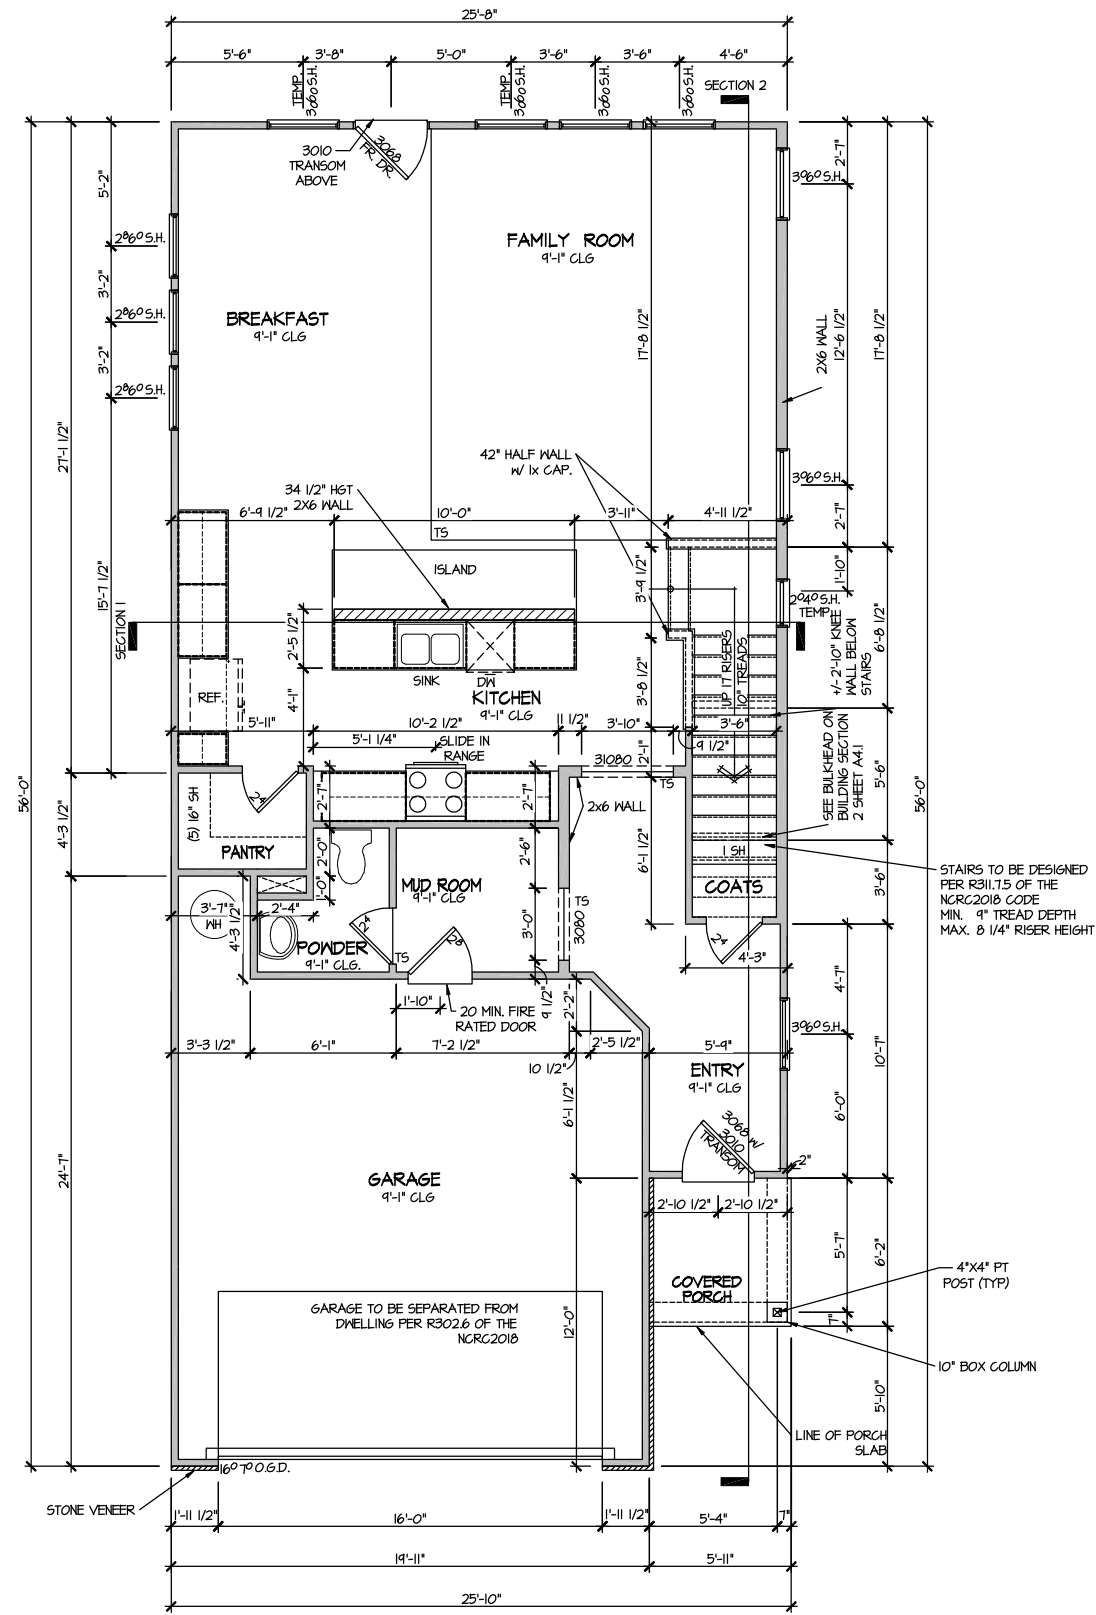 25'-8"
5'-6"
3'-8"
5'-0"
3'-6"
3'-6"
4'-6"
TEMP.
3⁰6⁰ S.H.
TEMP.
3⁰6⁰ S.H.
3⁰6⁰ S.H.
3⁰6⁰ S.H.
SECTION 2
3010
TRANSOM
ABOVE
3068
FR. DR.
5'-2"
2⁸6⁰ S.H.
3'-2"
2⁸6⁰ S.H.
3'-2"
2⁸6⁰ S.H.
27'-1 1/2"
15'-7 1/2"
56'-0"
FAMILY ROOM
9'-1" CLG
BREAKFAST
9'-1" CLG
2'-7"
3⁰6⁰ S.H.
17'-8 1/2"
2X6 WALL
12'-6 1/2"
17'-8 1/2"
42" HALF WALL
W/ 1x CAP.
3⁰6⁰ S.H.
34 1/2" HGT
2X6 WALL
6'-9 1/2"
10'-0"
3'-11"
4'-11 1/2"
2'-7"
TS
ISLAND
3'-9 1/2"
1'-10"
2⁰4⁰ S.H.
TEMP.
SECTION 1
2'-5 1/2"
SINK
DW
KITCHEN
9'-1" CLG
UP 17 RISERS
10" TREADS
+/- 2'-10" KNEE
WALL BELOW
STAIRS
6'-8 1/2"
REF.
4'-1"
3'-8 1/2"
5'-11"
10'-2 1/2"
11 1/2"
3'-10"
3'-6"
5'-1 1/4"
SLIDE IN
RANGE
31080
2'-1"
9 1/2"
SEE BULKHEAD ON
BUILDING SECTION
2 SHEET A4.1
5'-6"
56'-0"
24
(5) 16" SH
2'-7"
2'-7"
2x6 WALL
TS
PANTRY
4'-3 1/2"
2'-0"
2'-6"
6'-1 1/2"
1 SH
STAIRS TO BE DESIGNED
PER R311.7.5 OF THE
NCRC2018 CODE
MIN. 9" TREAD DEPTH
MAX. 8 1/4" RISER HEIGHT
MUD ROOM
9'-1" CLG
COATS
3'-6"
1'-0"
3'-7"
2'-4"
WH
4'-3 1/2"
24
28
TS
3080
3'-0"
POWDER
9'-1" CLG.
TS
24
4'-3"
4'-7"
1'-10"
20 MIN. FIRE
RATED DOOR
9 1/2"
2'-2"
3⁰6⁰ S.H.
3'-3 1/2"
6'-1"
7'-2 1/2"
2'-5 1/2"
5'-9"
10'-7"
10 1/2"
ENTRY
9'-1" CLG
6'-1 1/2"
6'-0"
3068 W/
3010
TRANSOM
24'-7"
GARAGE
9'-1" CLG
2"
2'-10 1/2"
2'-10 1/2"
5'-7"
6'-2"
COVERED
PORCH
4"X4" PT
POST (TYP)
GARAGE TO BE SEPARATED FROM
DWELLING PER R302.6 OF THE
NCRC2018
12'-0"
7"
10" BOX COLUMN
5'-10"
LINE OF PORCH
SLAB
16⁰7⁰ O.G.D.
STONE VENEER
1'-11 1/2"
16'-0"
1'-11 1/2"
5'-4"
7"
19'-11"
5'-11"
25'-10"